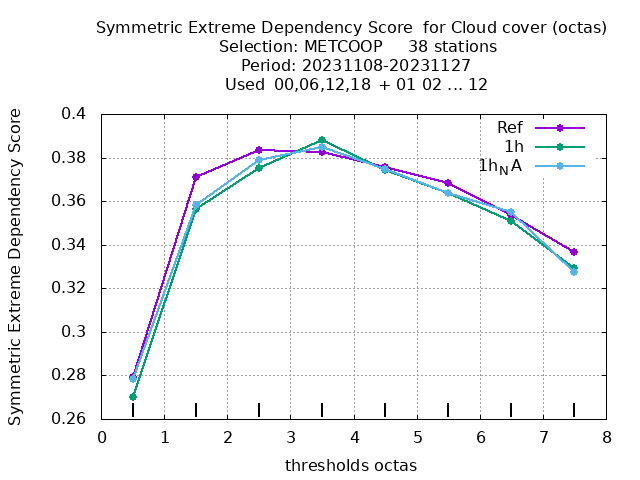 Symmetric Extreme Dependency Score for Cloud cover (octas)
Selection: METCOOP 38 stations
Period: 20231108-20231127
Used 00,06,12,18 + 01 02 ... 12
Symmetric Extreme Dependency Score
0.4
0.38
0.36
0.34
0.32
0.3
0.28
0.26
Ref
1h
1h_NA
0 1 2 3 4 5 6 7 8
thresholds octas